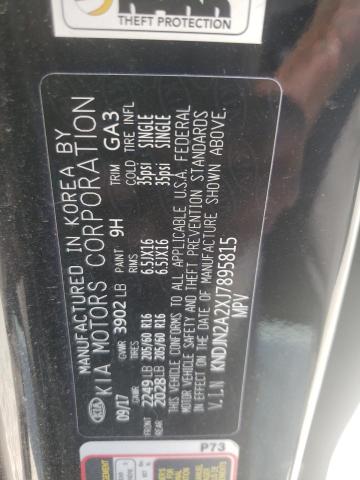 THEFT PROTECTION
MANUFACTURED IN KOREA BY
KIA KIA MOTORS CORPORATION
09/17 GVWR 3902 LB PAINT 9H TRIM GA3
GAWR RIMS COLD TIRE INFL
FRONT 2249 LB 205/60 R16 6.5JX16 35psi SINGLE
REAR 2028 LB 205/60 R16 6.5JX16 35psi SINGLE
THIS VEHICLE CONFORMS TO ALL APPLICABLE U.S.A. FEDERAL
MOTOR VEHICLE SAFETY AND THEFT PREVENTION STANDARDS
IN EFFECT ON THE DATE OF MANUFACTURE SHOWN ABOVE.
V.I.N KNDJN2A2XJ7895815
MPV
P73